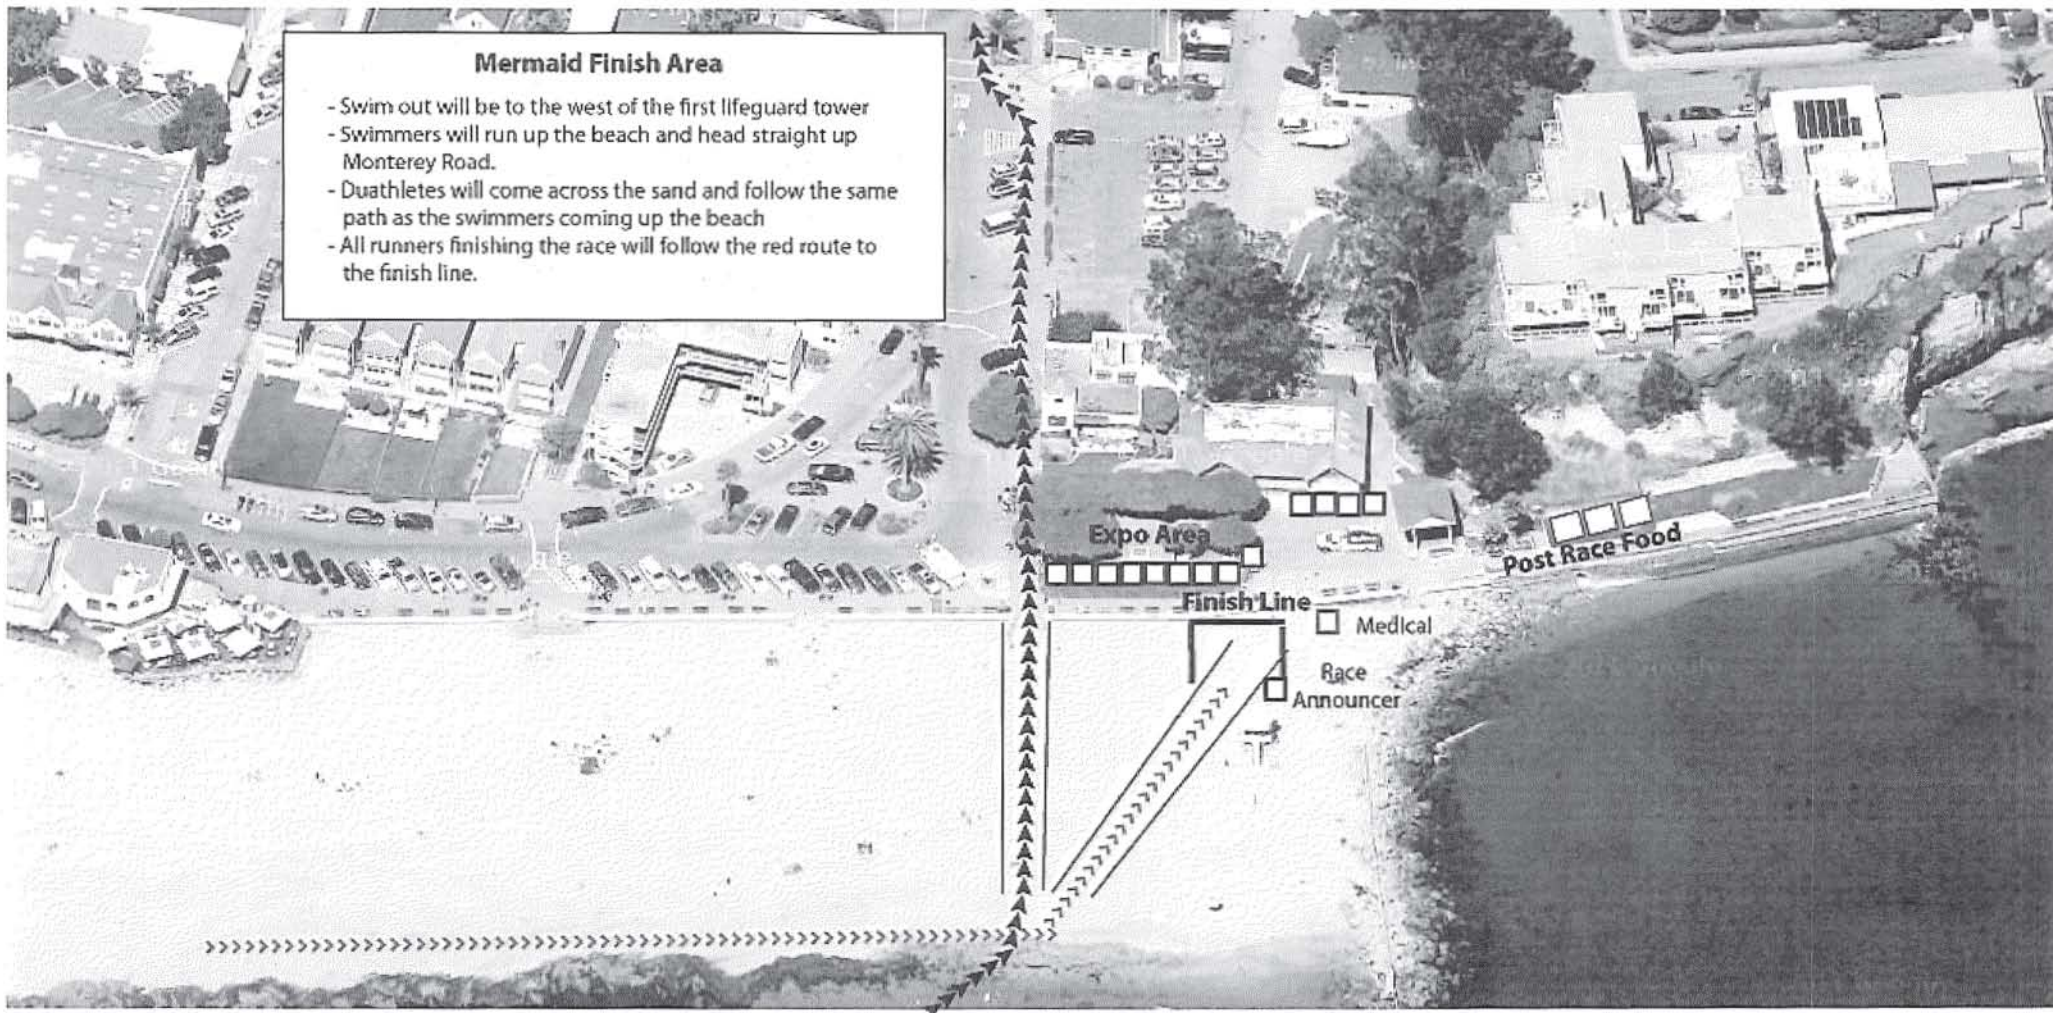 Mermaid Finish Area
- Swim out will be to the west of the first lifeguard tower
- Swimmers will run up the beach and head straight up
Monterey Road.
- Duathletes will come across the sand and follow the same
path as the swimmers coming up the beach
- All runners finishing the race will follow the red route to
the finish line.
Expo Area
Post Race Food
Finish Line
Medical
Race
Announcer